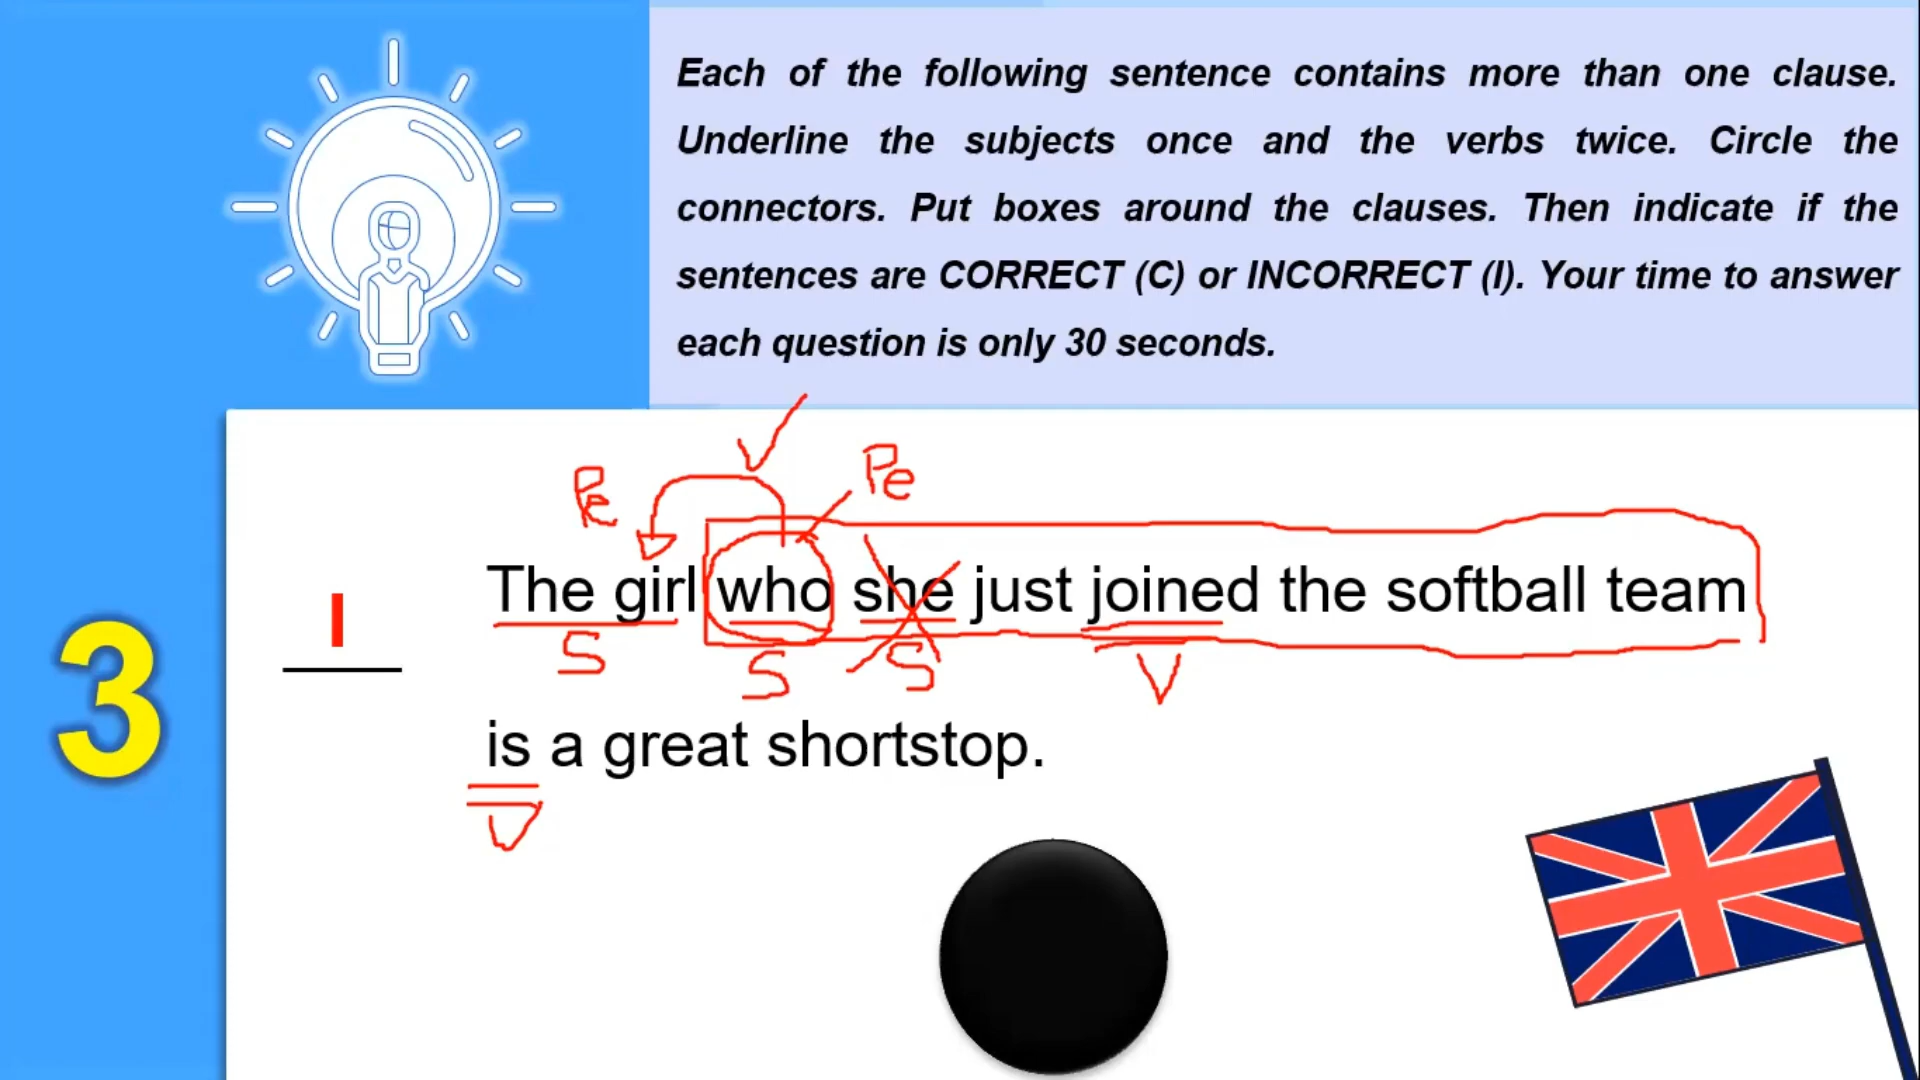 Each of the following sentence contains more than one clause.
Underline the subjects once and the verbs twice. Circle the
connectors. Put boxes around the clauses. Then indicate if the
sentences are CORRECT (C) or INCORRECT (I). Your time to answer
each question is only 30 seconds.
Pe
Pe
3
I
The girl who she just joined the softball team
S S S V
is a great shortstop.
V